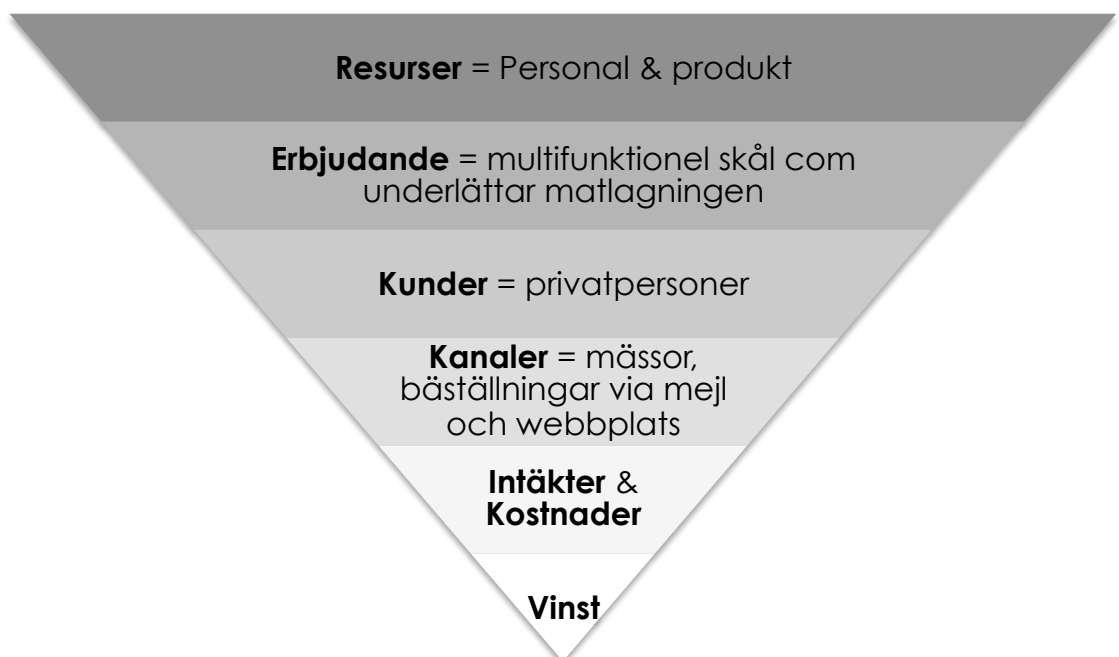 Resurser = Personal & produkt
Erbjudande = multifunktionel skål com
underlättar matlagningen
Kunder = privatpersoner
Kanaler = mässor,
bäställningar via mejl
och webbplats
Intäkter &
Kostnader
Vinst